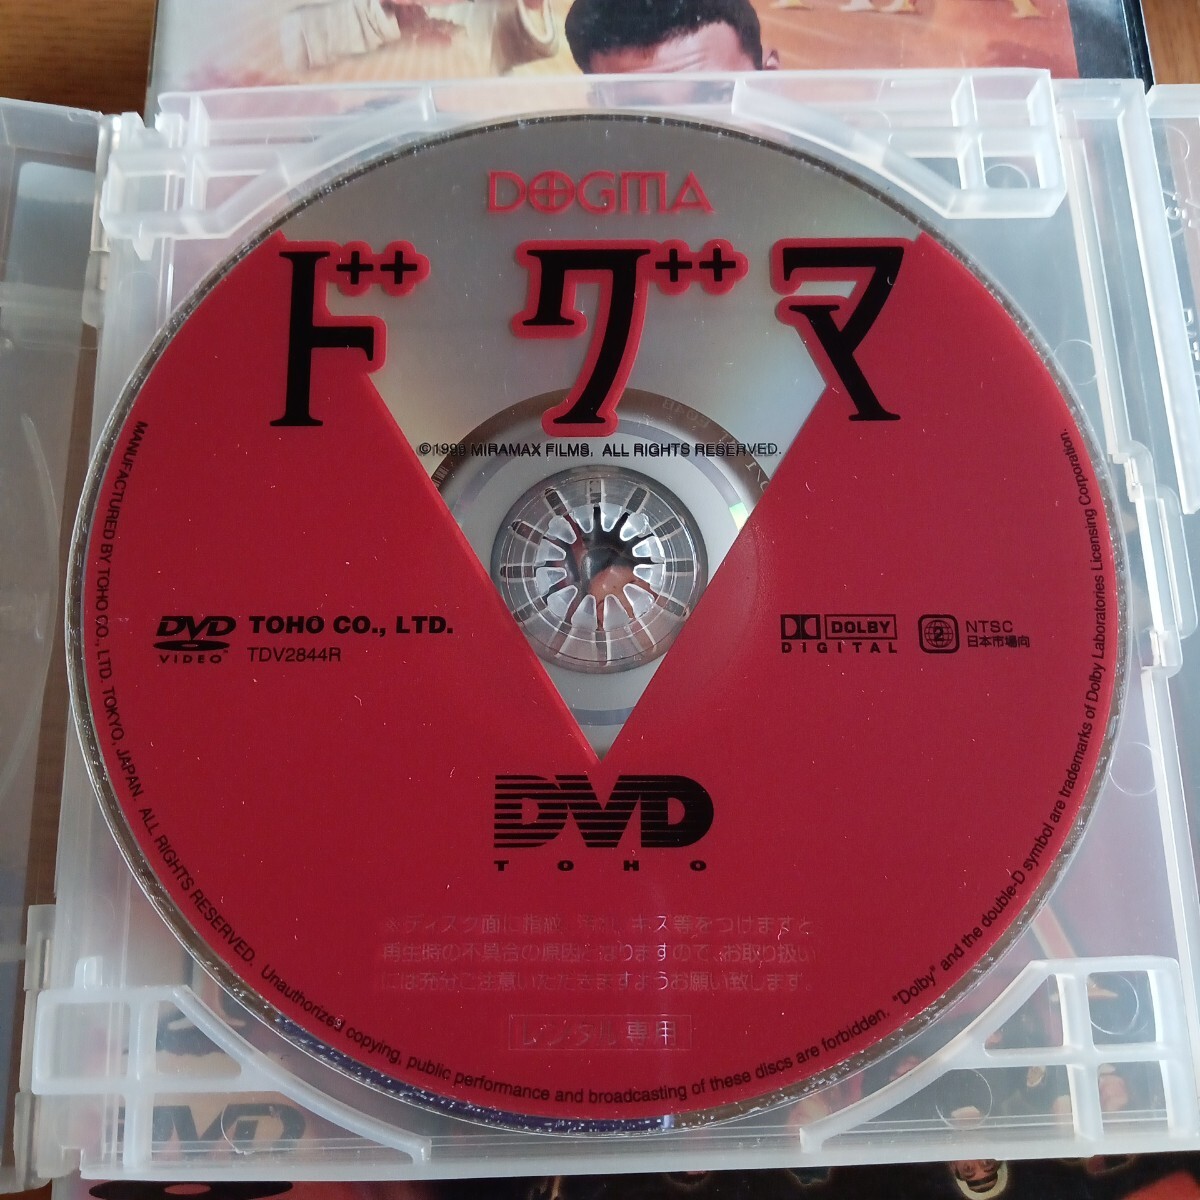 DOGMA
ドグマ
©1999 MIRAMAX FILMS, ALL RIGHTS RESERVED.
DVD VIDEO
TOHO CO., LTD.
TDV2844R
DOLBY DIGITAL
2
NTSC
日本市場向
DVD
TOHO
※ディスク面に指紋、汚れ、キズ等をつけますと
再生時の不具合の原因となりますので、お取り扱い
には充分ご注意いただきますようお願い致します。
レンタル専用
MANUFACTURED BY TOHO CO., LTD. TOKYO, JAPAN. ALL RIGHTS RESERVED. Unauthorized copying, public performance and broadcasting of these discs are forbidden. "Dolby" and the double-D symbol are trademarks of Dolby Laboratories Licensing Corporation.
DVD